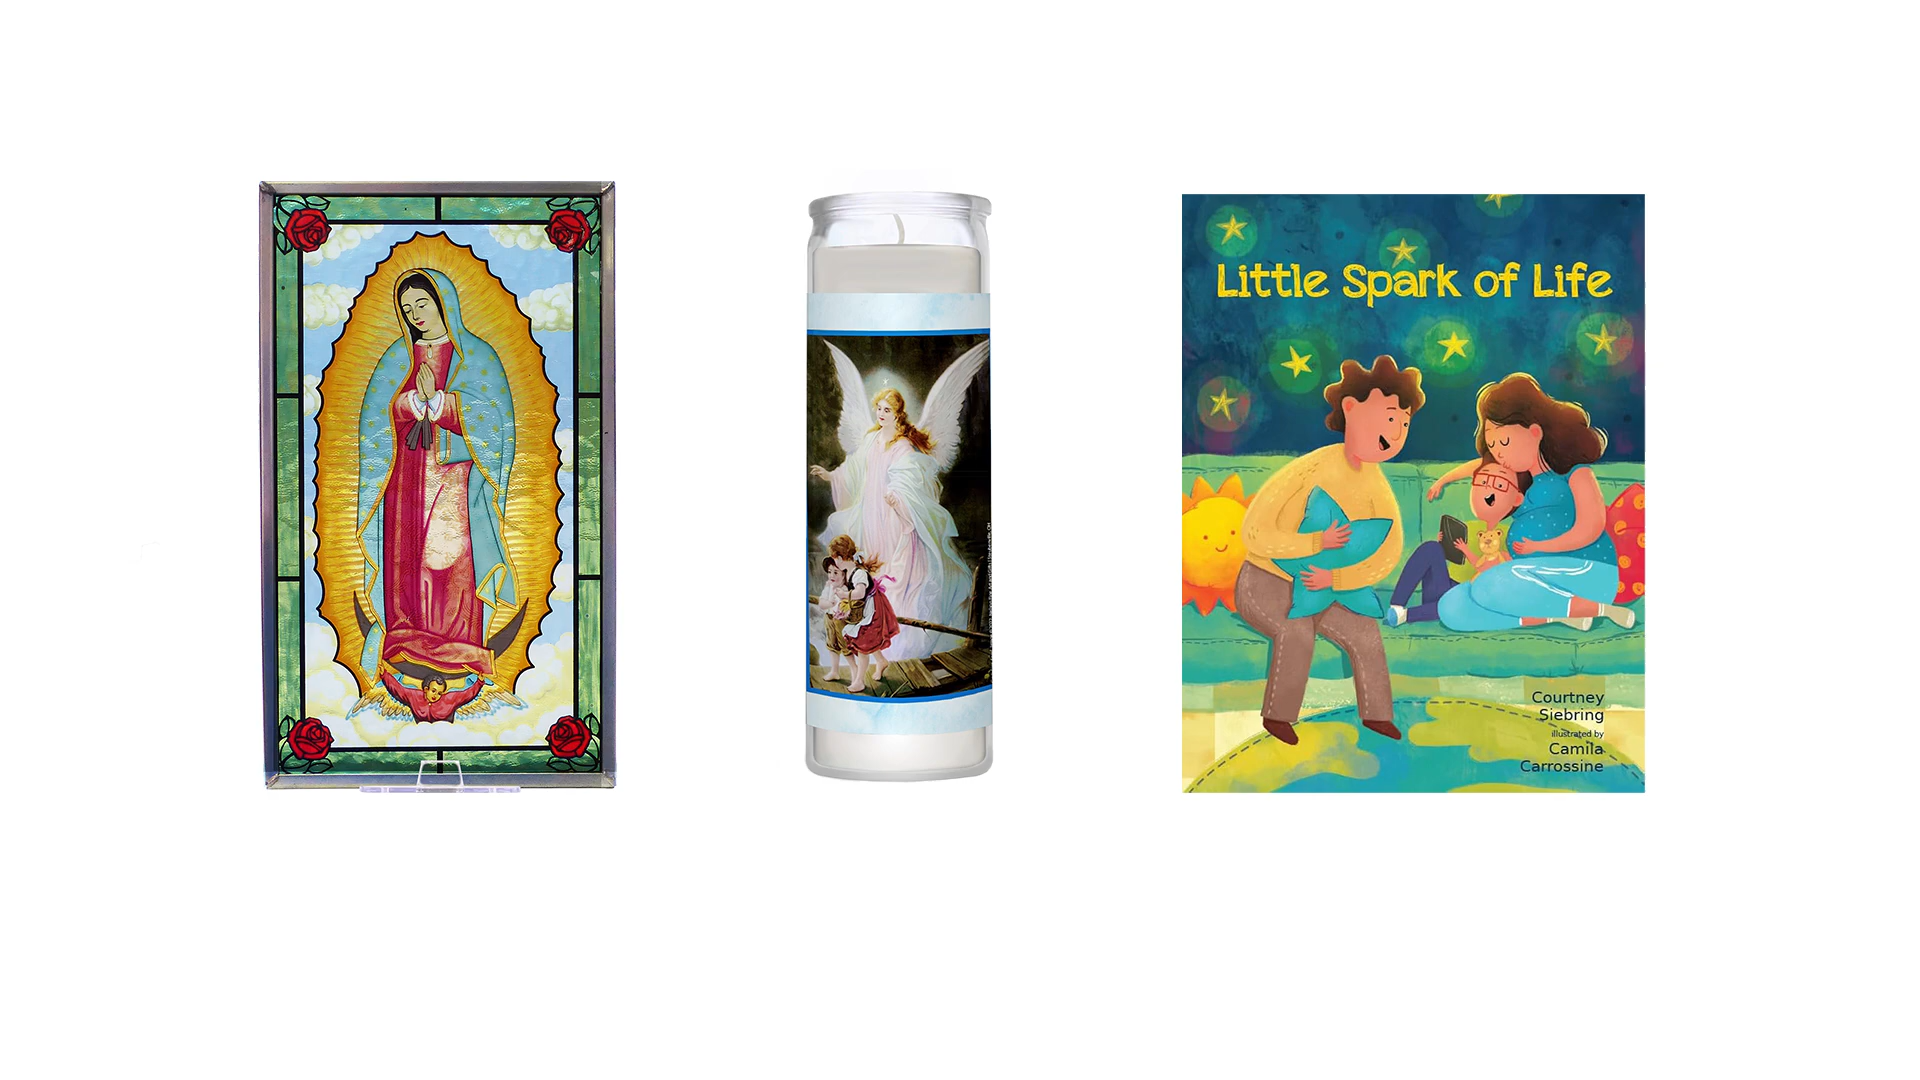 Little Spark of Life
Courtney
Siebring
illustrated by
Camila
Carrossine